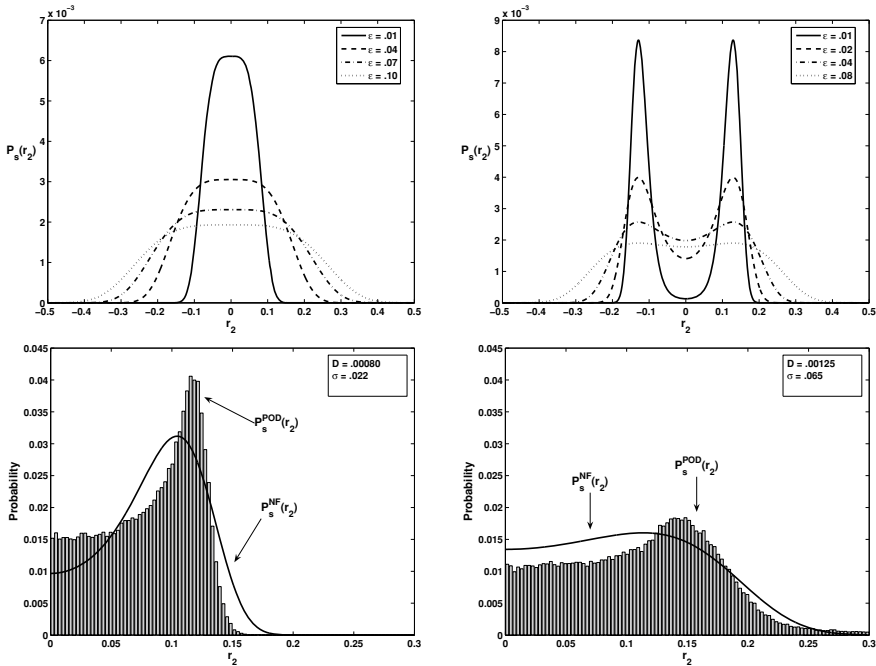 x 10⁻³
7
6
5
4
3
2
1
0
P_s(r_2)
ε = .01
ε = .04
ε = .07
ε = .10
−0.5 −0.4 −0.3 −0.2 −0.1 0 0.1 0.2 0.3 0.4 0.5
r_2
x 10⁻³
9
8
7
6
5
4
3
2
1
0
P_s(r_2)
ε = .01
ε = .02
ε = .04
ε = .08
−0.5 −0.4 −0.3 −0.2 −0.1 0 0.1 0.2 0.3 0.4 0.5
r_2
0.045
0.04
0.035
0.03
0.025
0.02
0.015
0.01
0.005
0
Probability
D = .00080
σ = .022
P_s^POD(r_2)
P_s^NF(r_2)
0 0.05 0.1 0.15 0.2 0.25 0.3
r_2
0.045
0.04
0.035
0.03
0.025
0.02
0.015
0.01
0.005
0
Probability
D = .00125
σ = .065
P_s^POD(r_2)
P_s^NF(r_2)
0 0.05 0.1 0.15 0.2 0.25 0.3
r_2